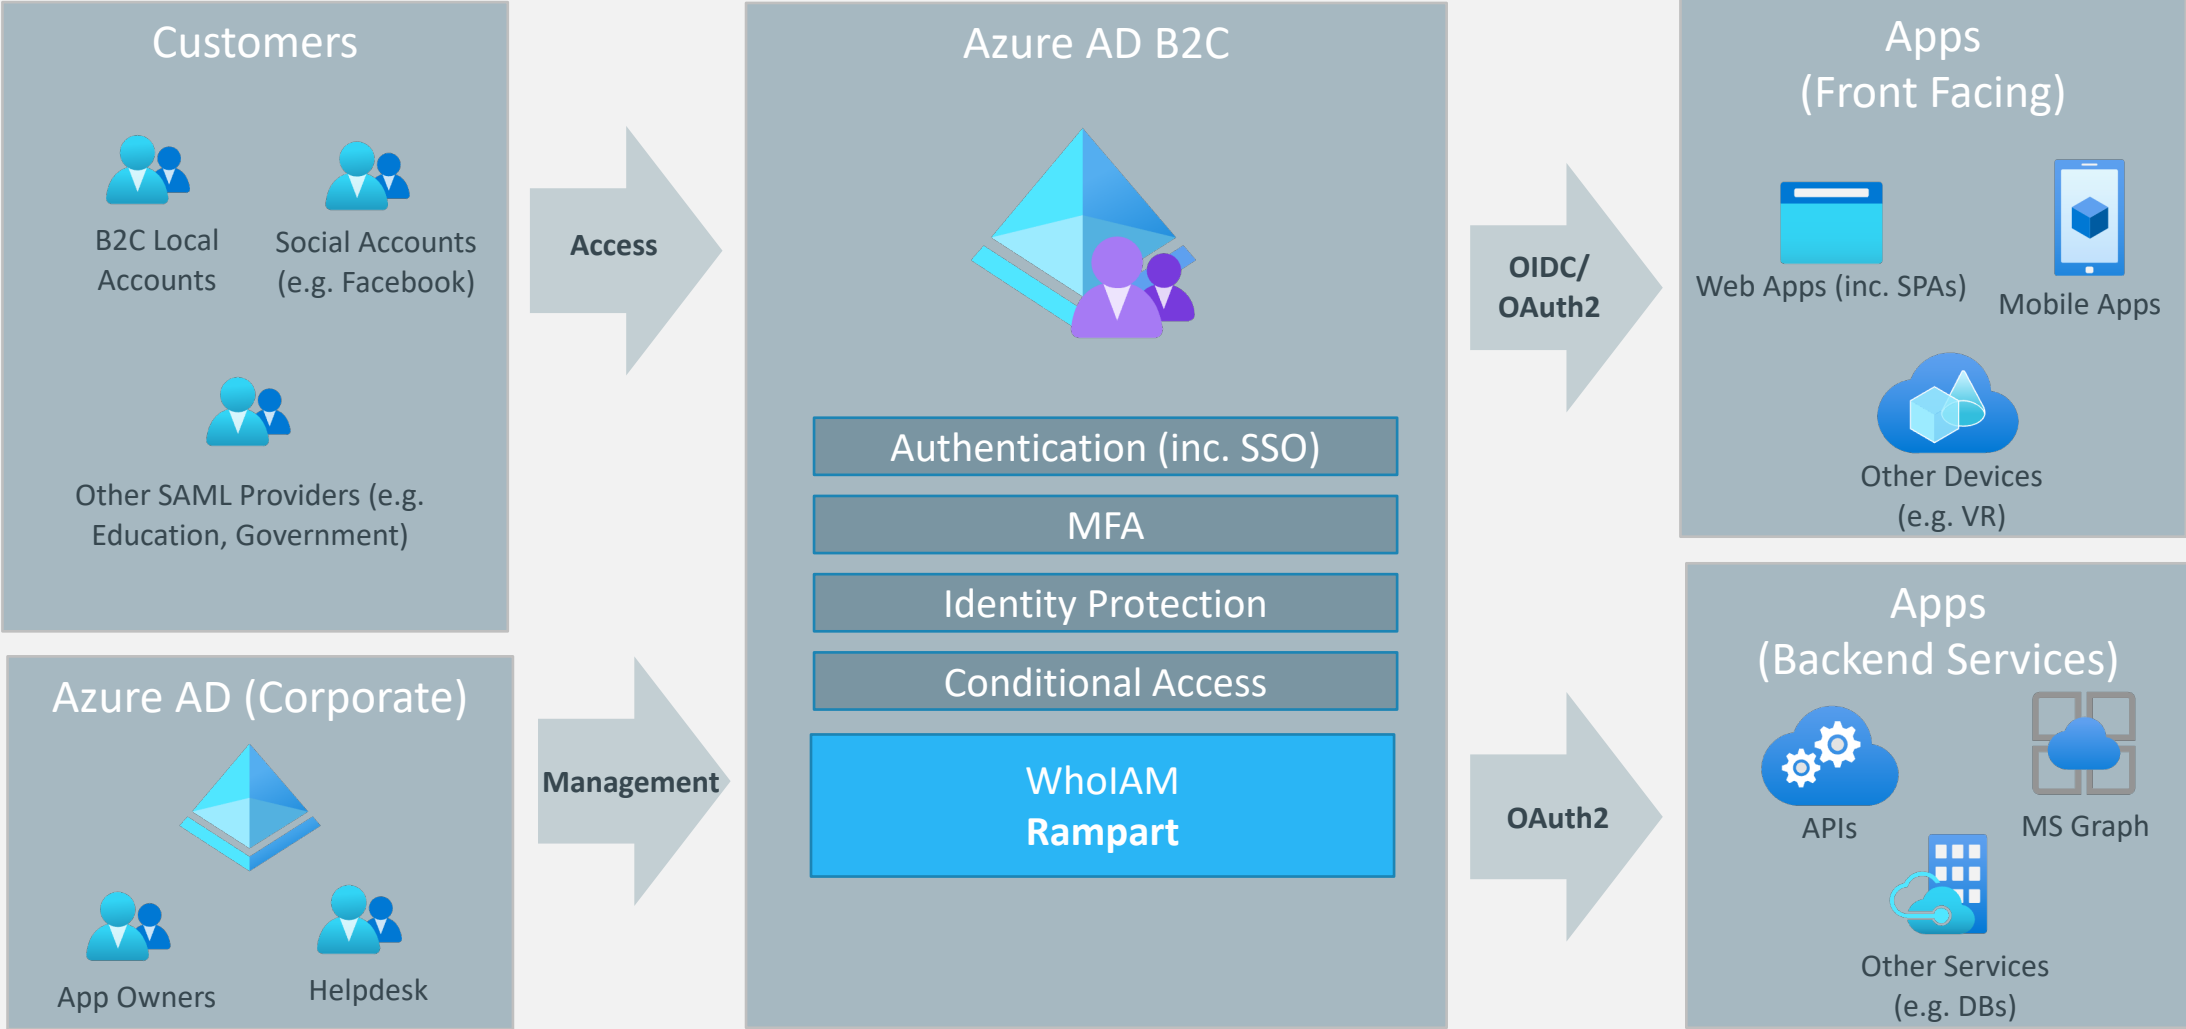 Customers
B2C Local
Accounts
Social Accounts
(e.g. Facebook)
Other SAML Providers (e.g.
Education, Government)
Azure AD (Corporate)
App Owners
Helpdesk
Access
Management
Azure AD B2C
Authentication (inc. SSO)
MFA
Identity Protection
Conditional Access
WhoIAM
Rampart
OIDC/
OAuth2
OAuth2
Apps
(Front Facing)
Web Apps (inc. SPAs)
Mobile Apps
Other Devices
(e.g. VR)
Apps
(Backend Services)
APIs
MS Graph
Other Services
(e.g. DBs)